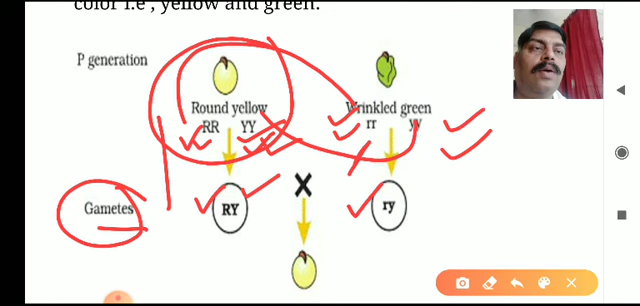 color i.e , yellow and green.
P generation
Round yellow Wrinkled green
RR YY rr yy
Gametes RY X ry